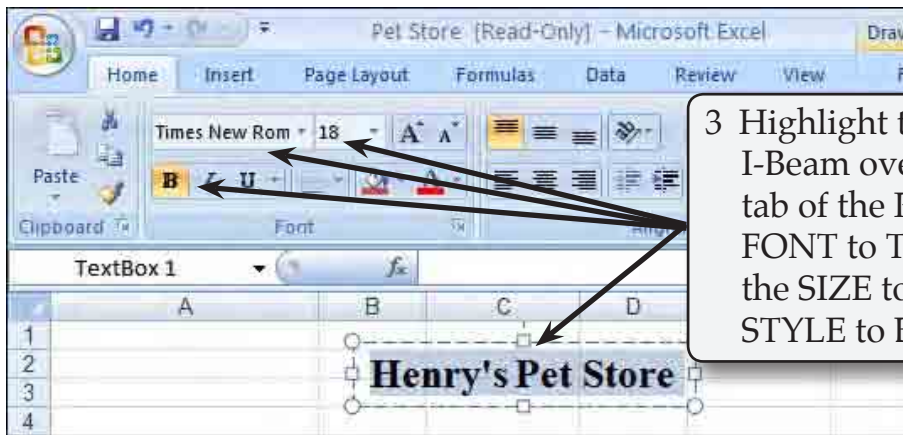 Pet Store [Read-Only] - Microsoft Excel
Home Insert Page Layout Formulas Data Review View
Times New Rom 18 A A
Paste B I U A
Clipboard Font
TextBox 1 fx
A B C D
1
2
3
4
Henry's Pet Store
3 Highlight t
I-Beam ove
tab of the
FONT to T
the SIZE to
STYLE to